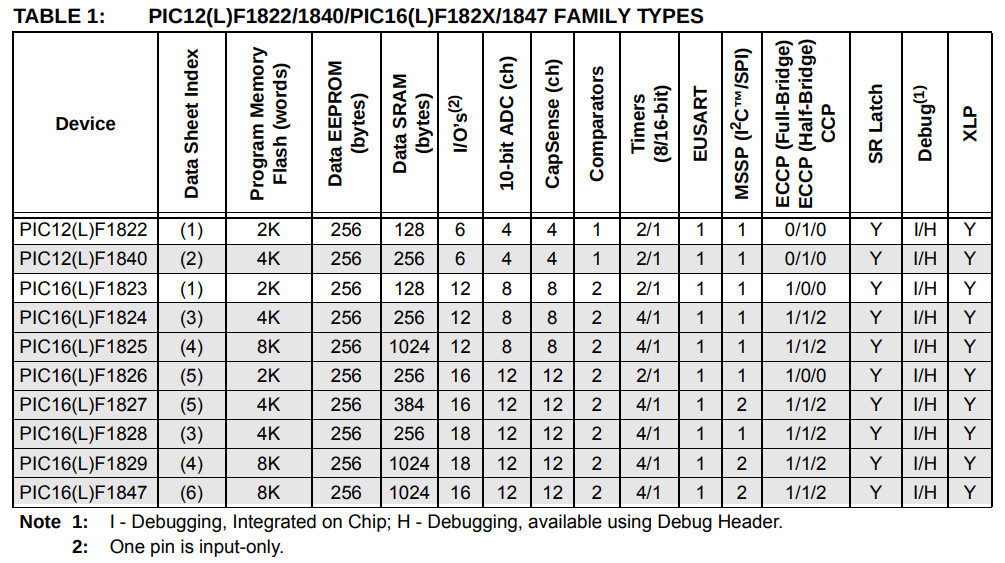 TABLE 1: PIC12(L)F1822/1840/PIC16(L)F182X/1847 FAMILY TYPES
Device
Data Sheet Index
Program Memory
Flash (words)
Data EEPROM
(bytes)
Data SRAM
(bytes)
I/O's(2)
10-bit ADC (ch)
CapSense (ch)
Comparators
Timers
(8/16-bit)
EUSART
MSSP (I2C™/SPI)
ECCP (Full-Bridge)
ECCP (Half-Bridge)
CCP
SR Latch
Debug(1)
XLP
PIC12(L)F1822 (1) 2K 256 128 6 4 4 1 2/1 1 1 0/1/0 Y I/H Y
PIC12(L)F1840 (2) 4K 256 256 6 4 4 1 2/1 1 1 0/1/0 Y I/H Y
PIC16(L)F1823 (1) 2K 256 128 12 8 8 2 2/1 1 1 1/0/0 Y I/H Y
PIC16(L)F1824 (3) 4K 256 256 12 8 8 2 4/1 1 1 1/1/2 Y I/H Y
PIC16(L)F1825 (4) 8K 256 1024 12 8 8 2 4/1 1 1 1/1/2 Y I/H Y
PIC16(L)F1826 (5) 2K 256 256 16 12 12 2 2/1 1 1 1/0/0 Y I/H Y
PIC16(L)F1827 (5) 4K 256 384 16 12 12 2 4/1 1 2 1/1/2 Y I/H Y
PIC16(L)F1828 (3) 4K 256 256 18 12 12 2 4/1 1 1 1/1/2 Y I/H Y
PIC16(L)F1829 (4) 8K 256 1024 18 12 12 2 4/1 1 2 1/1/2 Y I/H Y
PIC16(L)F1847 (6) 8K 256 1024 16 12 12 2 4/1 1 2 1/1/2 Y I/H Y
Note 1: I - Debugging, Integrated on Chip; H - Debugging, available using Debug Header.
2: One pin is input-only.